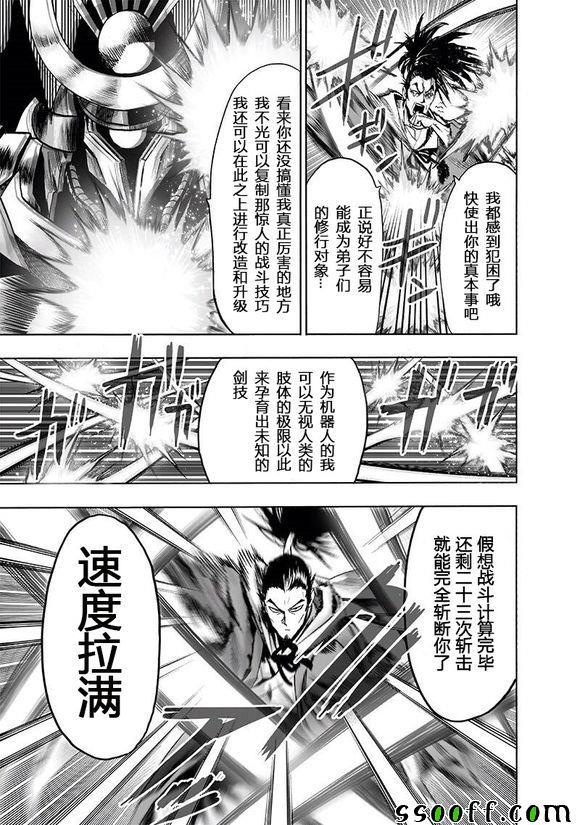 我都感到犯困了哦
快使出你的真本事吧
正说好不容易
能成为弟子们
的修行对象…
看来你还没搞懂我真正厉害的地方
我不光可以复制那惊人的战斗技巧
我还可以在此之上进行改造和升级
作为机器人的我
可以无视人类的
肢体的极限以此
来孕育出未知的
剑技
假想战斗计算完毕
还剩二十三次斩击
就能完全斩断你了
速度拉满
ssooff.com